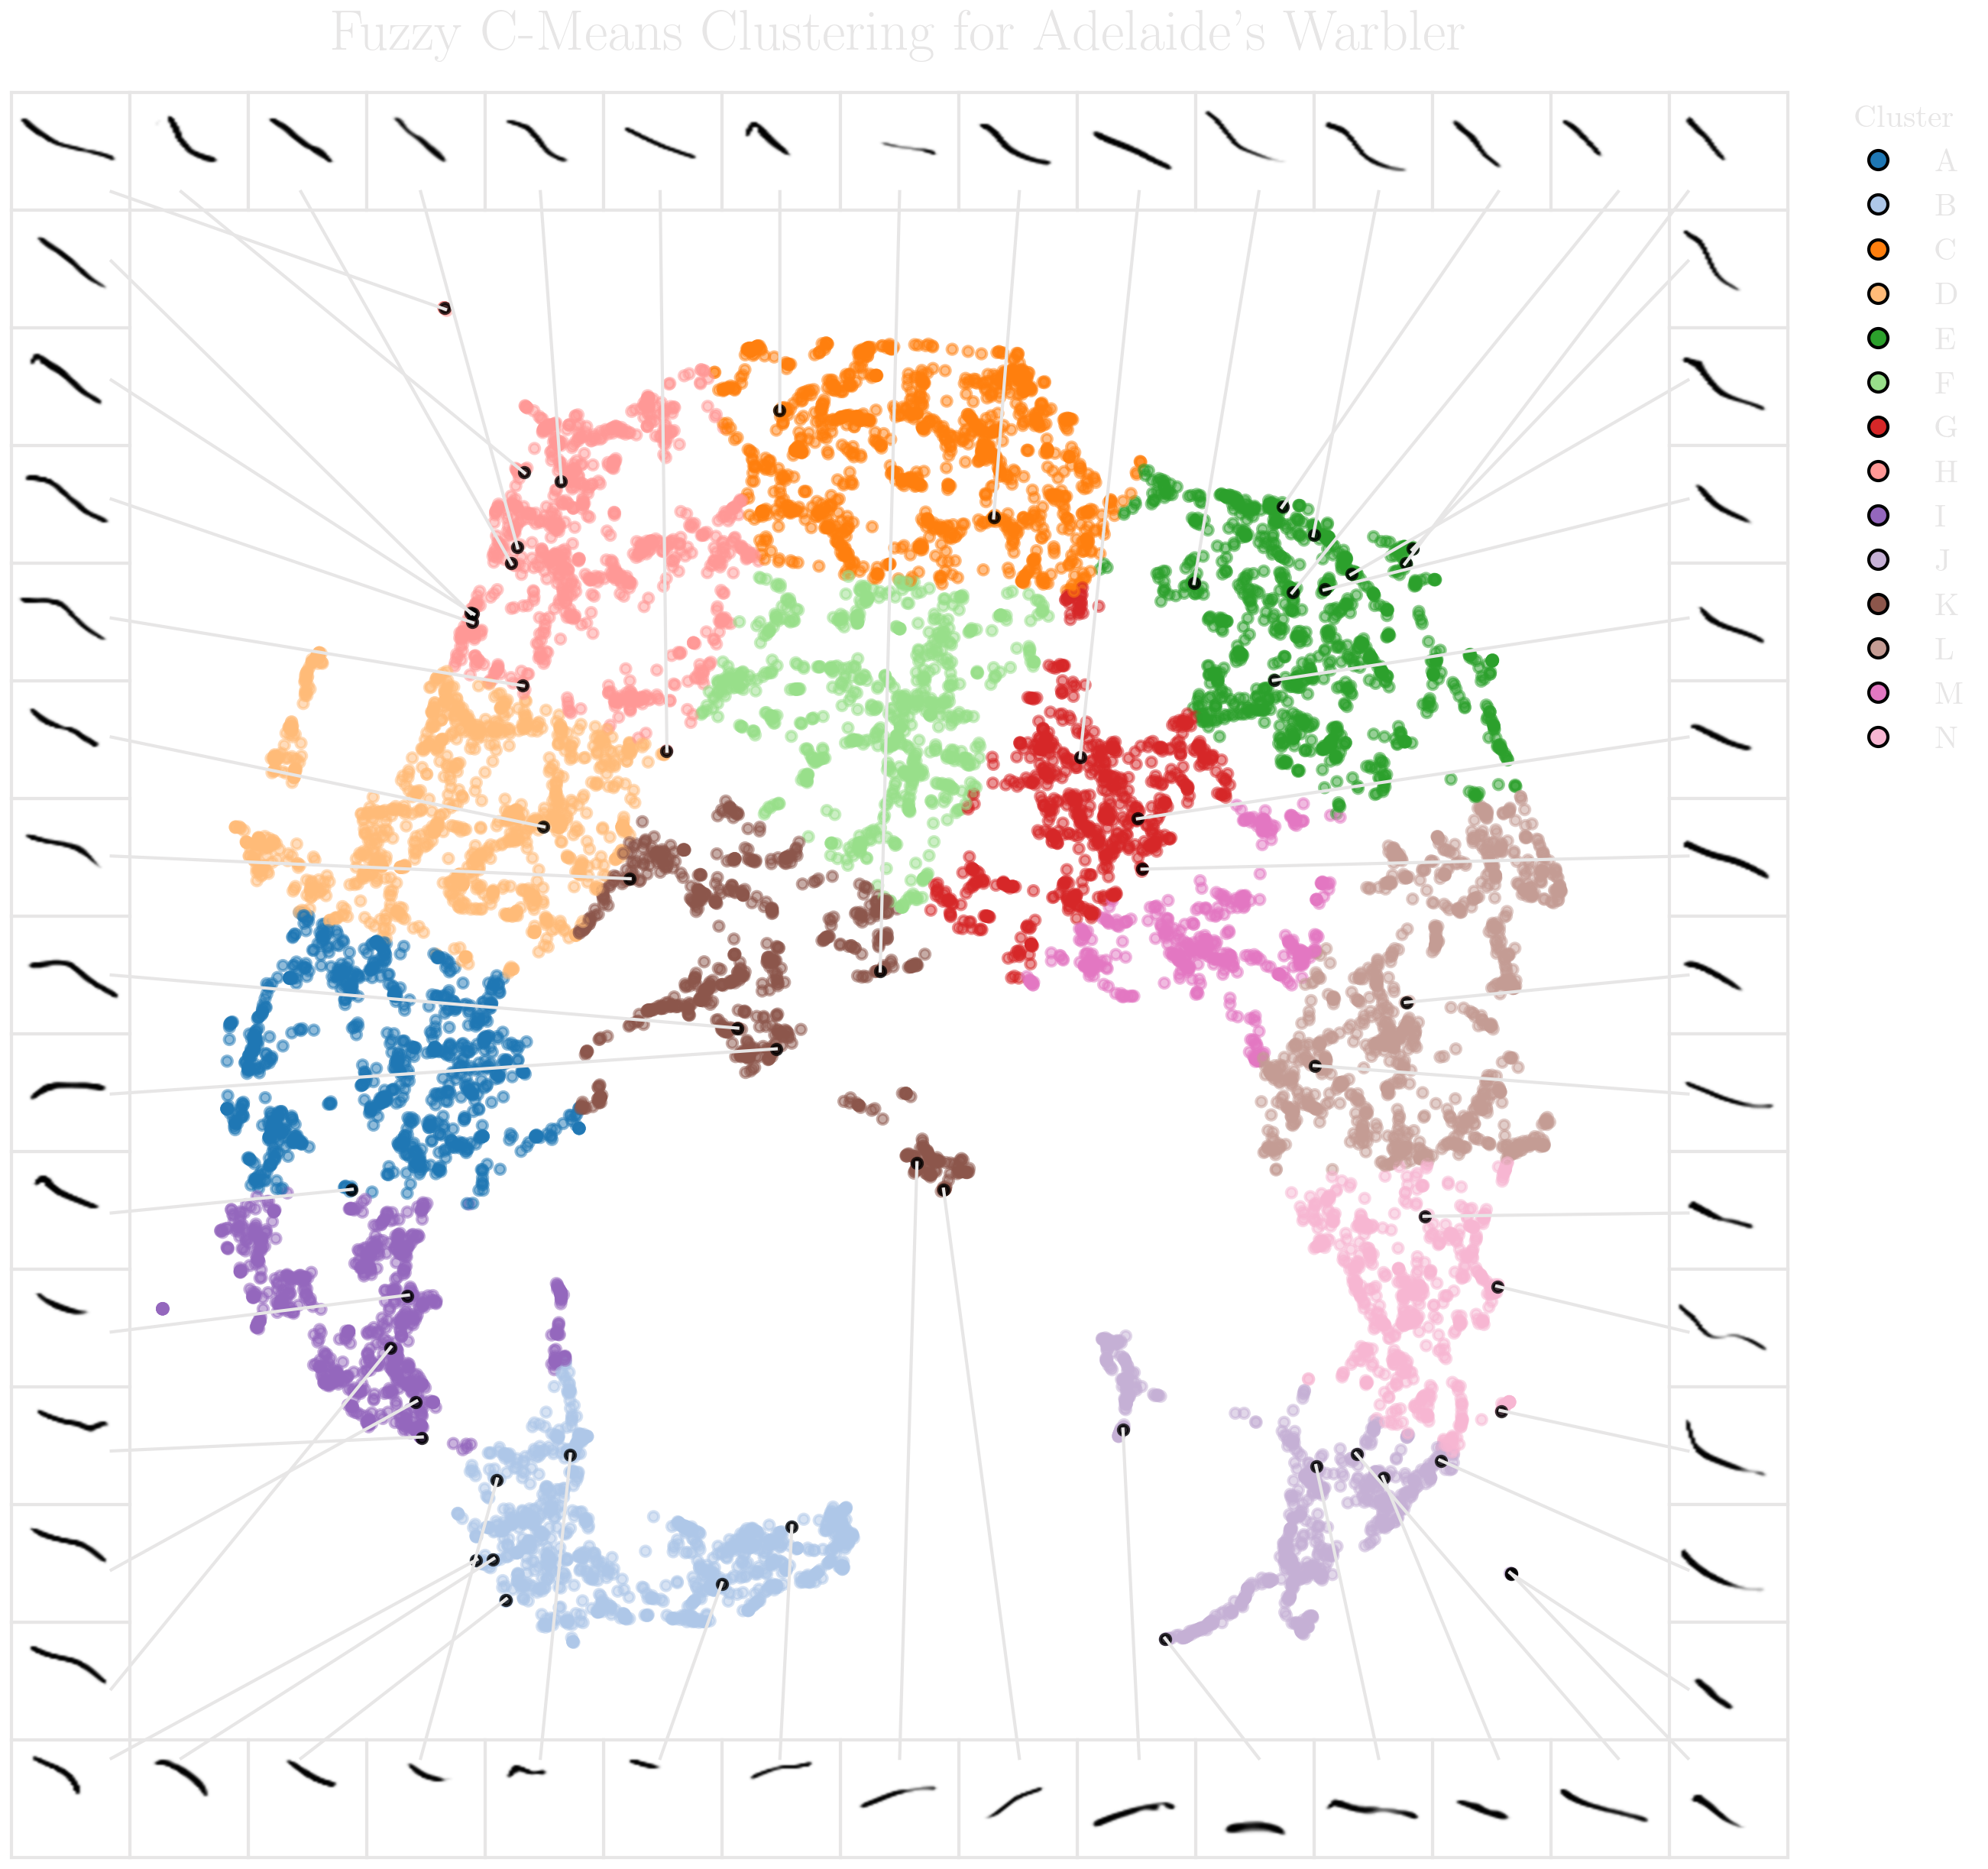 Fuzzy C-Means Clustering for Adelaide's Warbler
Cluster
A
B
C
D
E
F
G
H
I
J
K
L
M
N